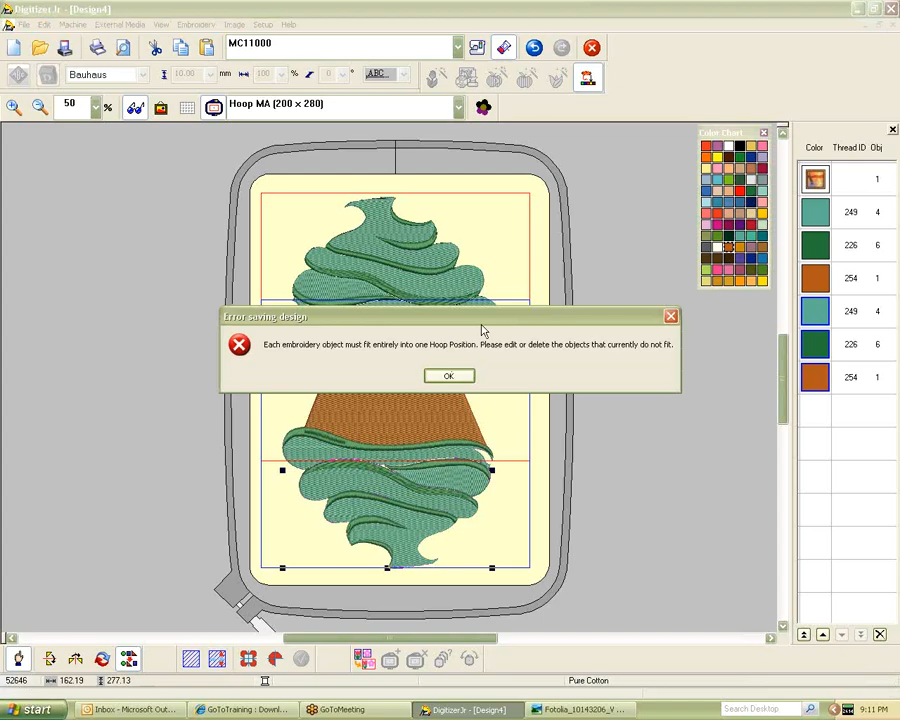 DigitizerJr - [Design4]
File Edit Machine External Media View Embroidery Image Setup Help
MC11000
Bauhaus 10.00 mm 100 % 0 ABC
50 % Hoop MA (200 x 280)
Color Chart
Color Thread ID Obj
1
249 4
226 6
254 1
249 4
226 6
254 1
Error saving design
Each embroidery object must fit entirely into one Hoop Position. Please edit or delete the objects that currently do not fit.
OK
52646 162.19 277.13 Pure Cotton
start Inbox - Microsoft Out... GoToTraining : Downl... GoToMeeting DigitizerJr - [Design4] Fotolia_10143206_V ... Search Desktop 9:11 PM